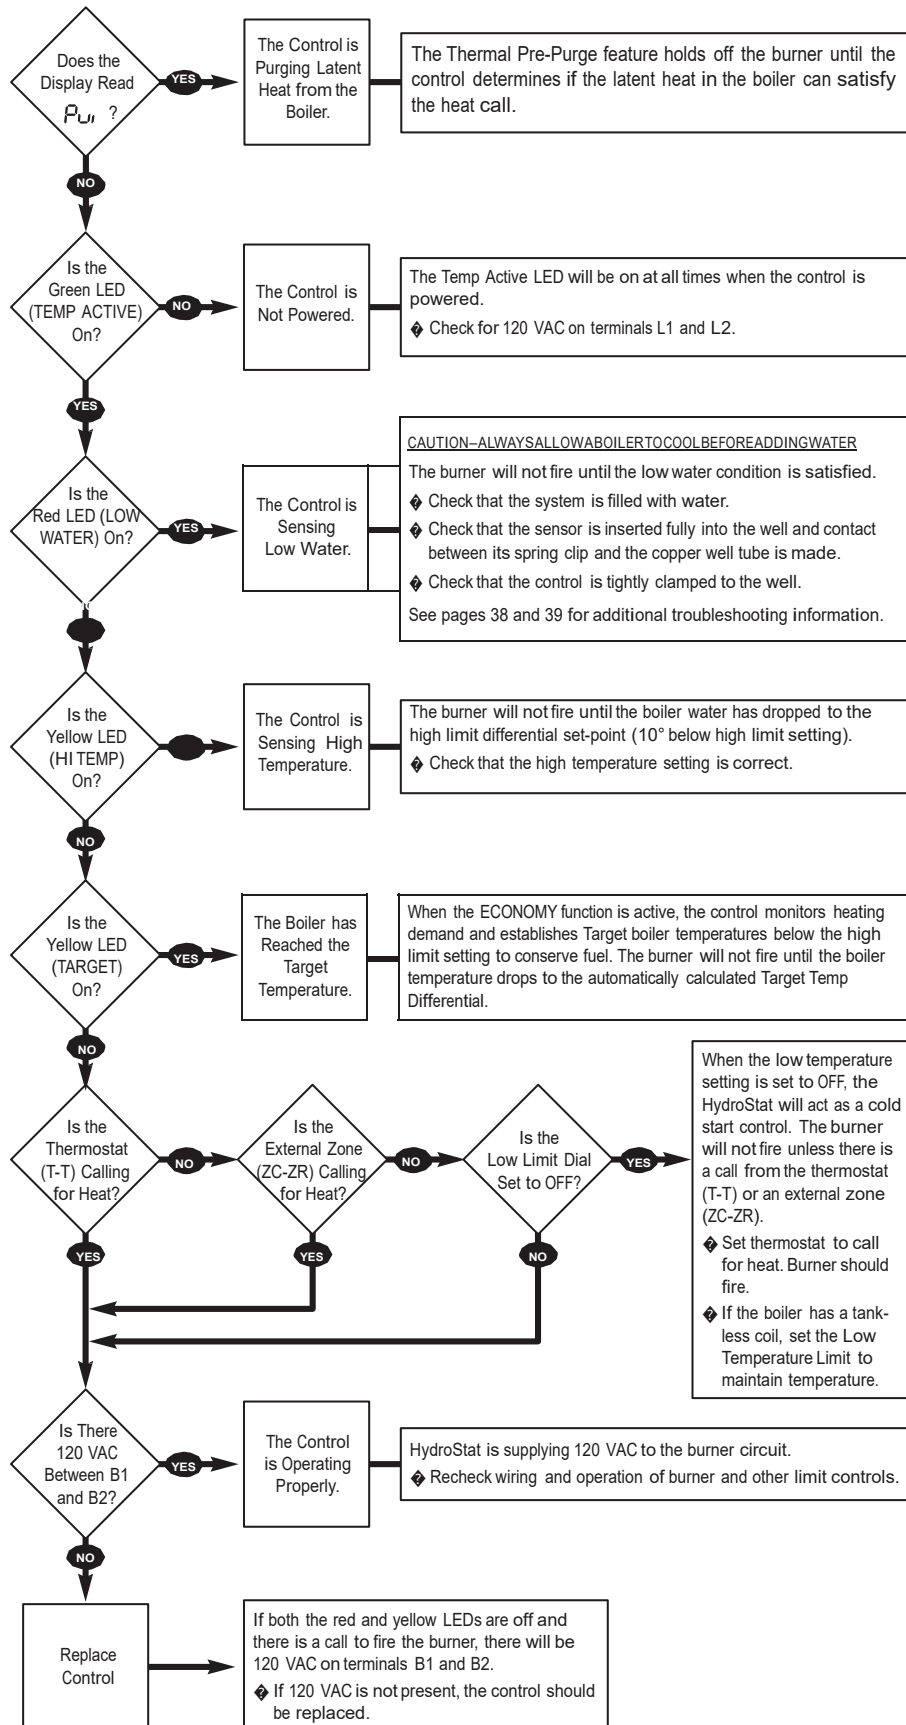 Does the
Display Read
Pur ?
YES
The Control is
Purging Latent
Heat from the
Boiler.
The Thermal Pre-Purge feature holds off the burner until the
control determines if the latent heat in the boiler can satisfy
the heat call.
NO
Is the
Green LED
(TEMP ACTIVE)
On?
NO
The Control is
Not Powered.
The Temp Active LED will be on at all times when the control is
powered.
� Check for 120 VAC on terminals L1 and L2.
YES
Is the
Red LED (LOW
WATER) On?
YES
The Control is
Sensing
Low Water.
CAUTION–ALWAYSALLOWABOILERTOCOOLBEFOREADDINGWATER
The burner will not fire until the low water condition is satisfied.
� Check that the system is filled with water.
� Check that the sensor is inserted fully into the well and contact
between its spring clip and the copper well tube is made.
� Check that the control is tightly clamped to the well.
See pages 38 and 39 for additional troubleshooting information.
Is the
Yellow LED
(HI TEMP)
On?
The Control is
Sensing High
Temperature.
The burner will not fire until the boiler water has dropped to the
high limit differential set-point (10° below high limit setting).
� Check that the high temperature setting is correct.
NO
Is the
Yellow LED
(TARGET)
On?
YES
The Boiler has
Reached the
Target
Temperature.
When the ECONOMY function is active, the control monitors heating
demand and establishes Target boiler temperatures below the high
limit setting to conserve fuel. The burner will not fire until the boiler
temperature drops to the automatically calculated Target Temp
Differential.
NO
Is the
Thermostat
(T-T) Calling
for Heat?
NO
Is the
External Zone
(ZC-ZR) Calling
for Heat?
NO
Is the
Low Limit Dial
Set to OFF?
YES
When the low temperature
setting is set to OFF, the
HydroStat will act as a cold
start control. The burner
will not fire unless there is
a call from the thermostat
(T-T) or an external zone
(ZC-ZR).
� Set thermostat to call
for heat. Burner should
fire.
� If the boiler has a tank-
less coil, set the Low
Temperature Limit to
maintain temperature.
YES
YES
NO
Is There
120 VAC
Between B1
and B2?
YES
The Control
is Operating
Properly.
HydroStat is supplying 120 VAC to the burner circuit.
� Recheck wiring and operation of burner and other limit controls.
NO
Replace
Control
If both the red and yellow LEDs are off and
there is a call to fire the burner, there will be
120 VAC on terminals B1 and B2.
� If 120 VAC is not present, the control should
be replaced.